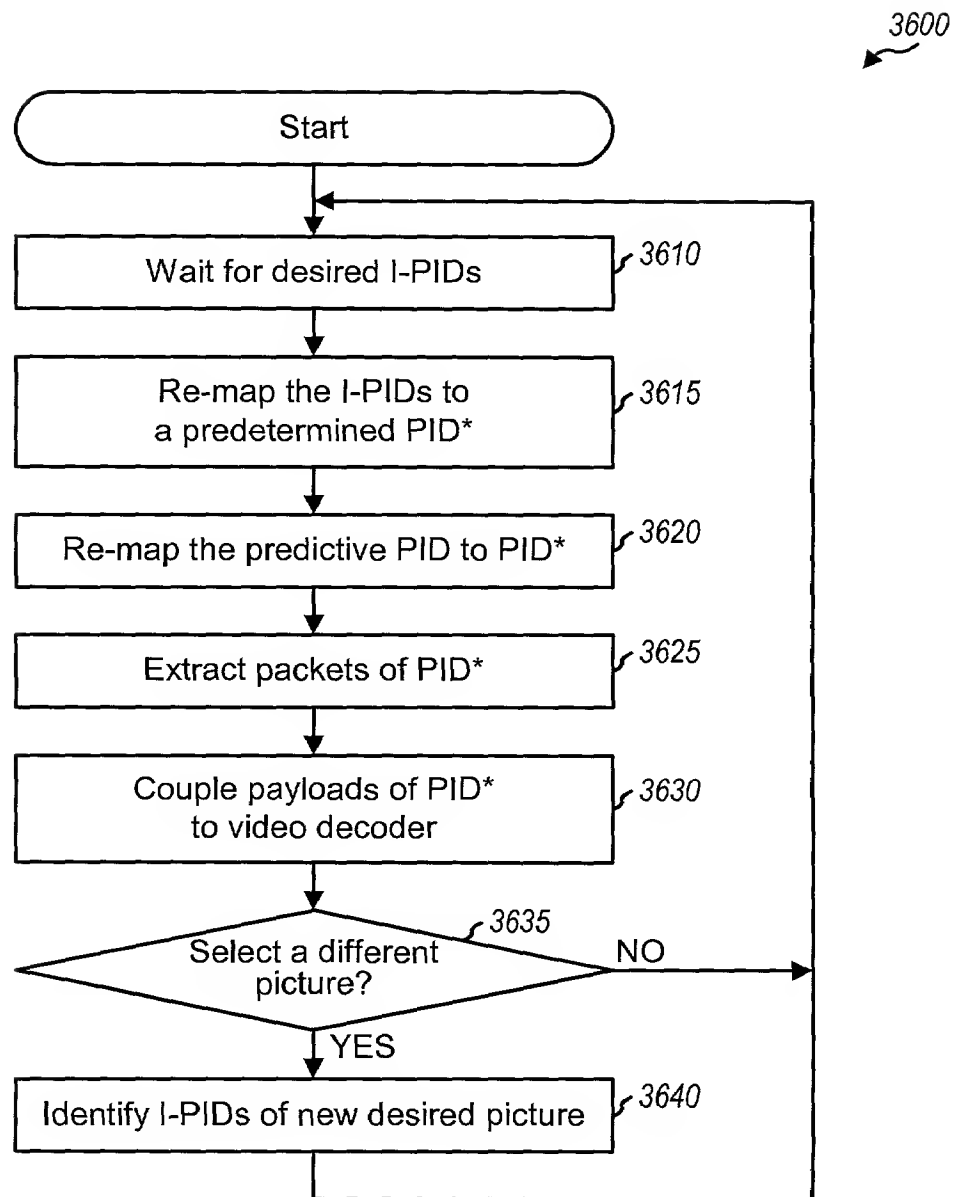 3600
Start
Wait for desired I-PIDs
3610
Re-map the I-PIDs to
a predetermined PID*
3615
Re-map the predictive PID to PID*
3620
Extract packets of PID*
3625
Couple payloads of PID*
to video decoder
3630
3635
Select a different
picture?
NO
YES
Identify I-PIDs of new desired picture
3640